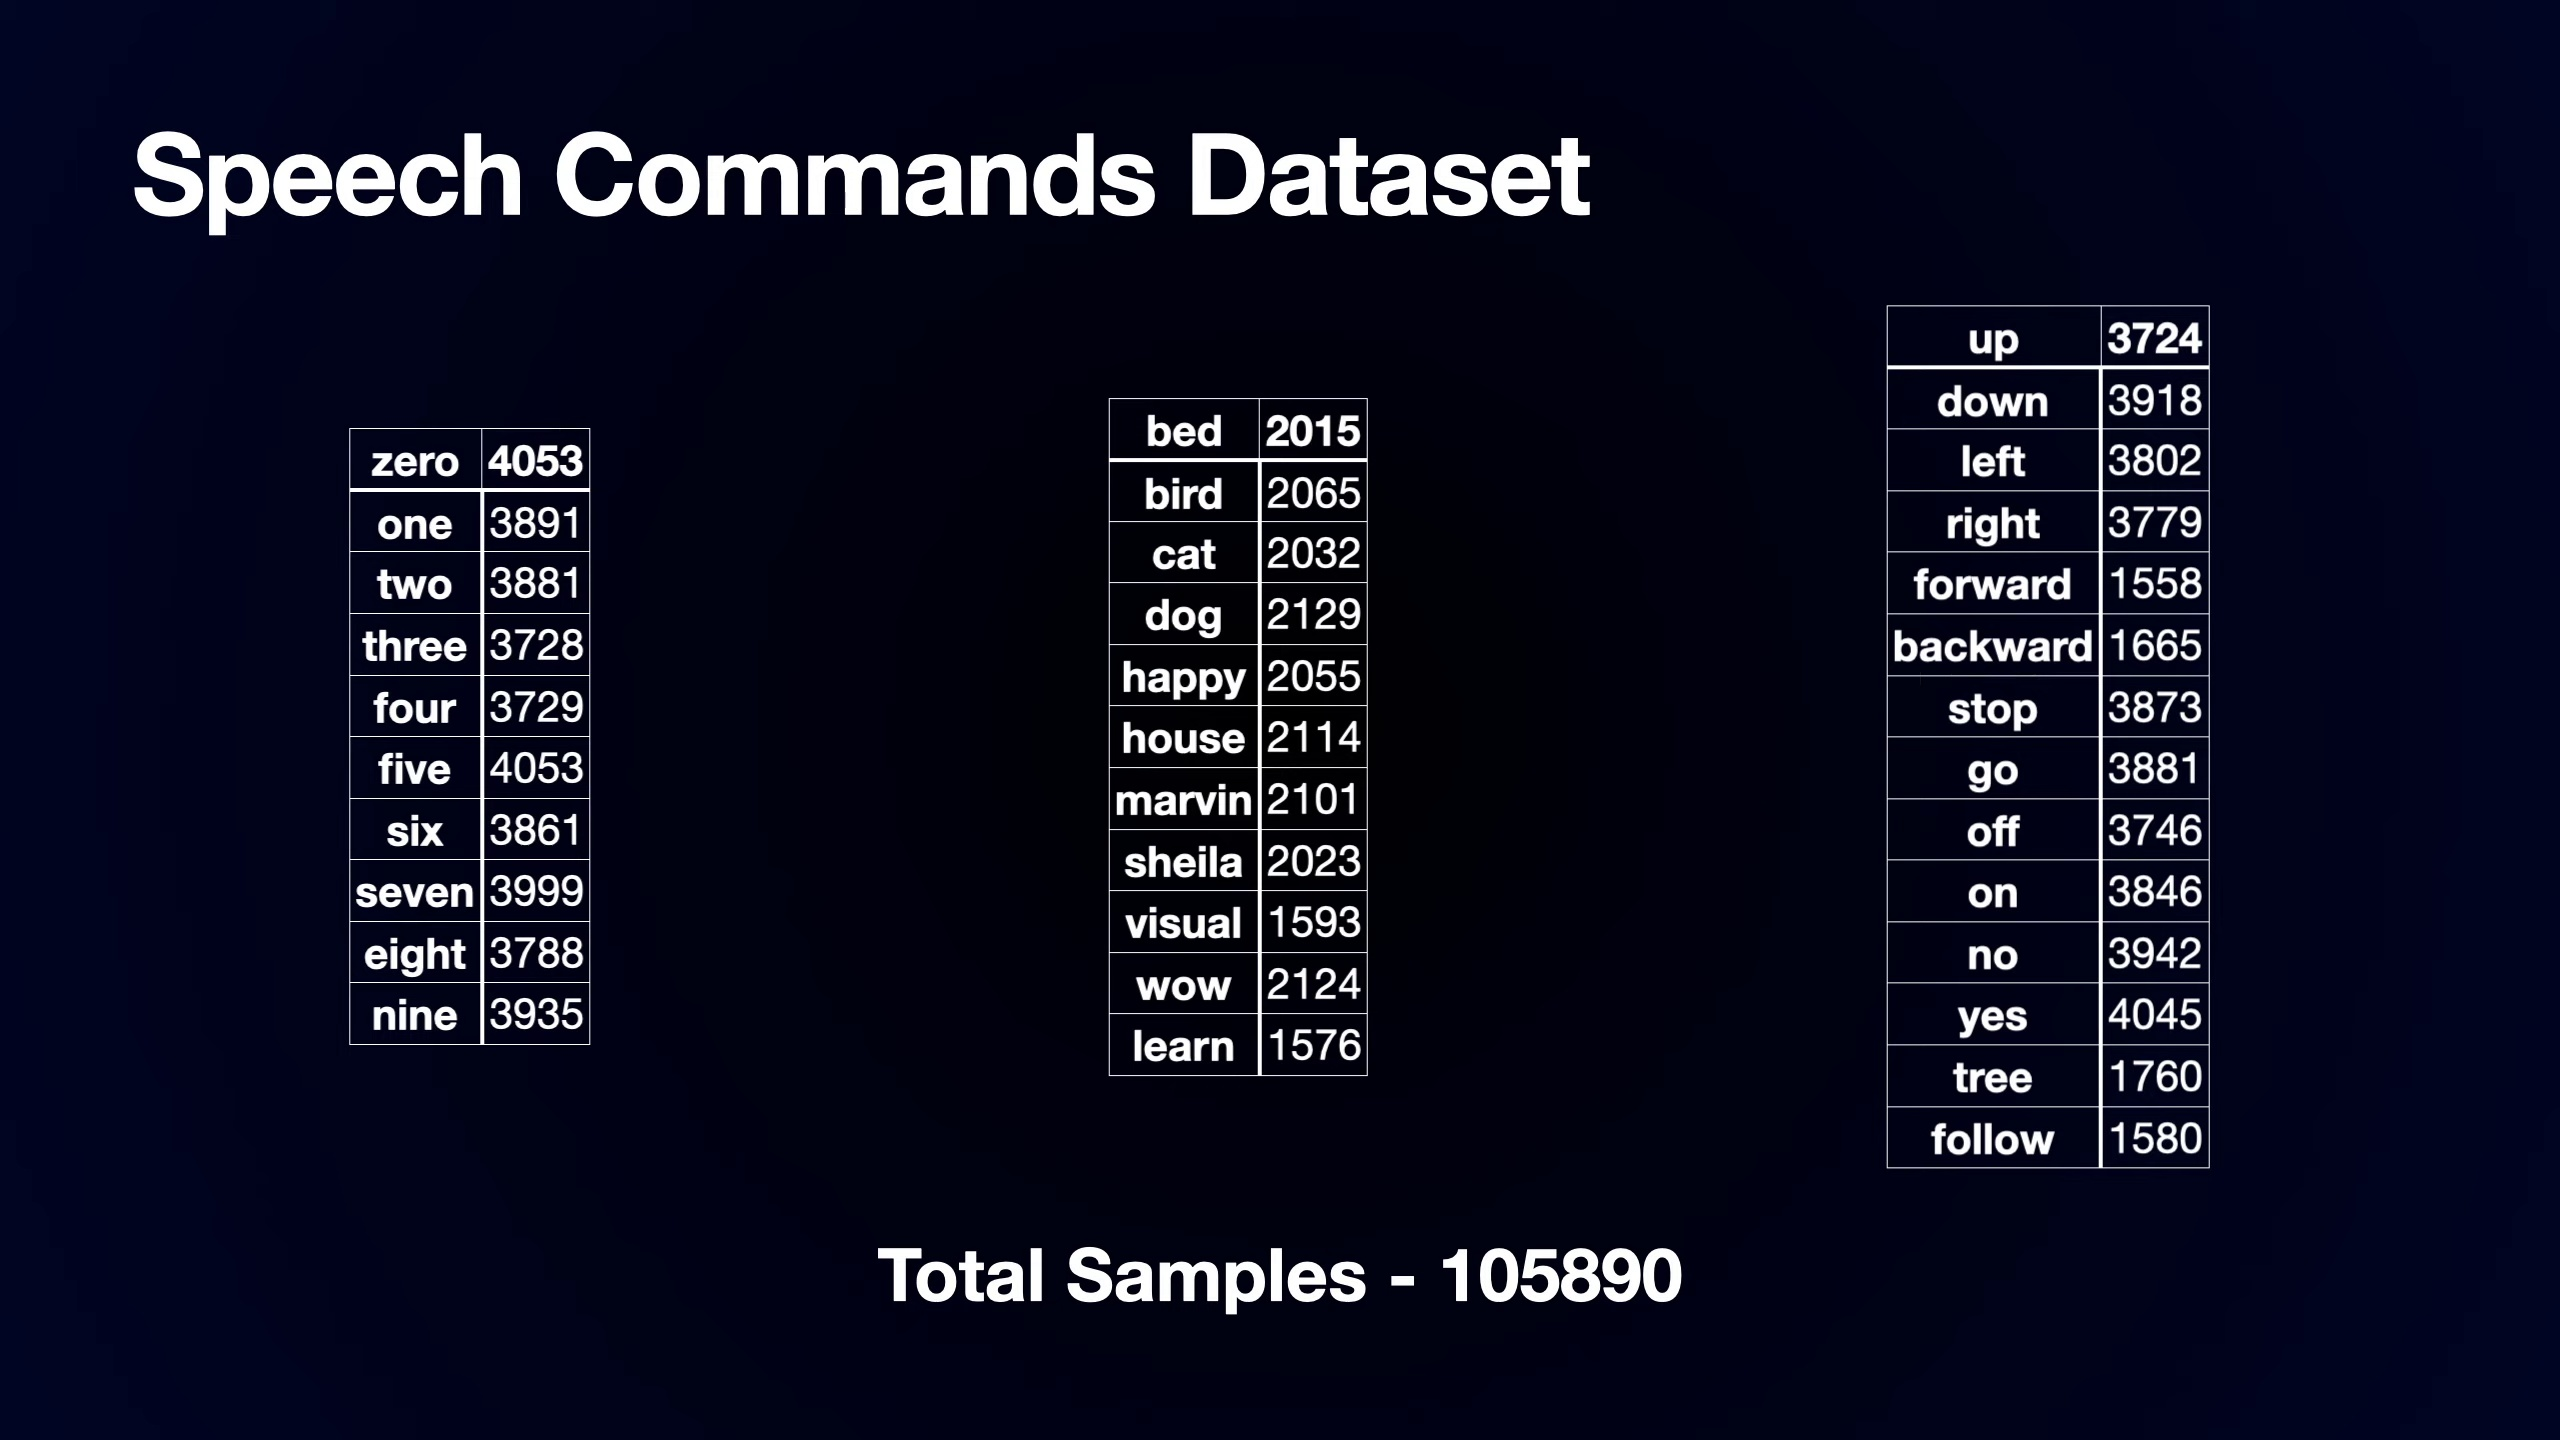 Speech Commands Dataset
zero 4053
one 3891
two 3881
three 3728
four 3729
five 4053
six 3861
seven 3999
eight 3788
nine 3935
bed 2015
bird 2065
cat 2032
dog 2129
happy 2055
house 2114
marvin 2101
sheila 2023
visual 1593
wow 2124
learn 1576
up 3724
down 3918
left 3802
right 3779
forward 1558
backward 1665
stop 3873
go 3881
off 3746
on 3846
no 3942
yes 4045
tree 1760
follow 1580
Total Samples - 105890